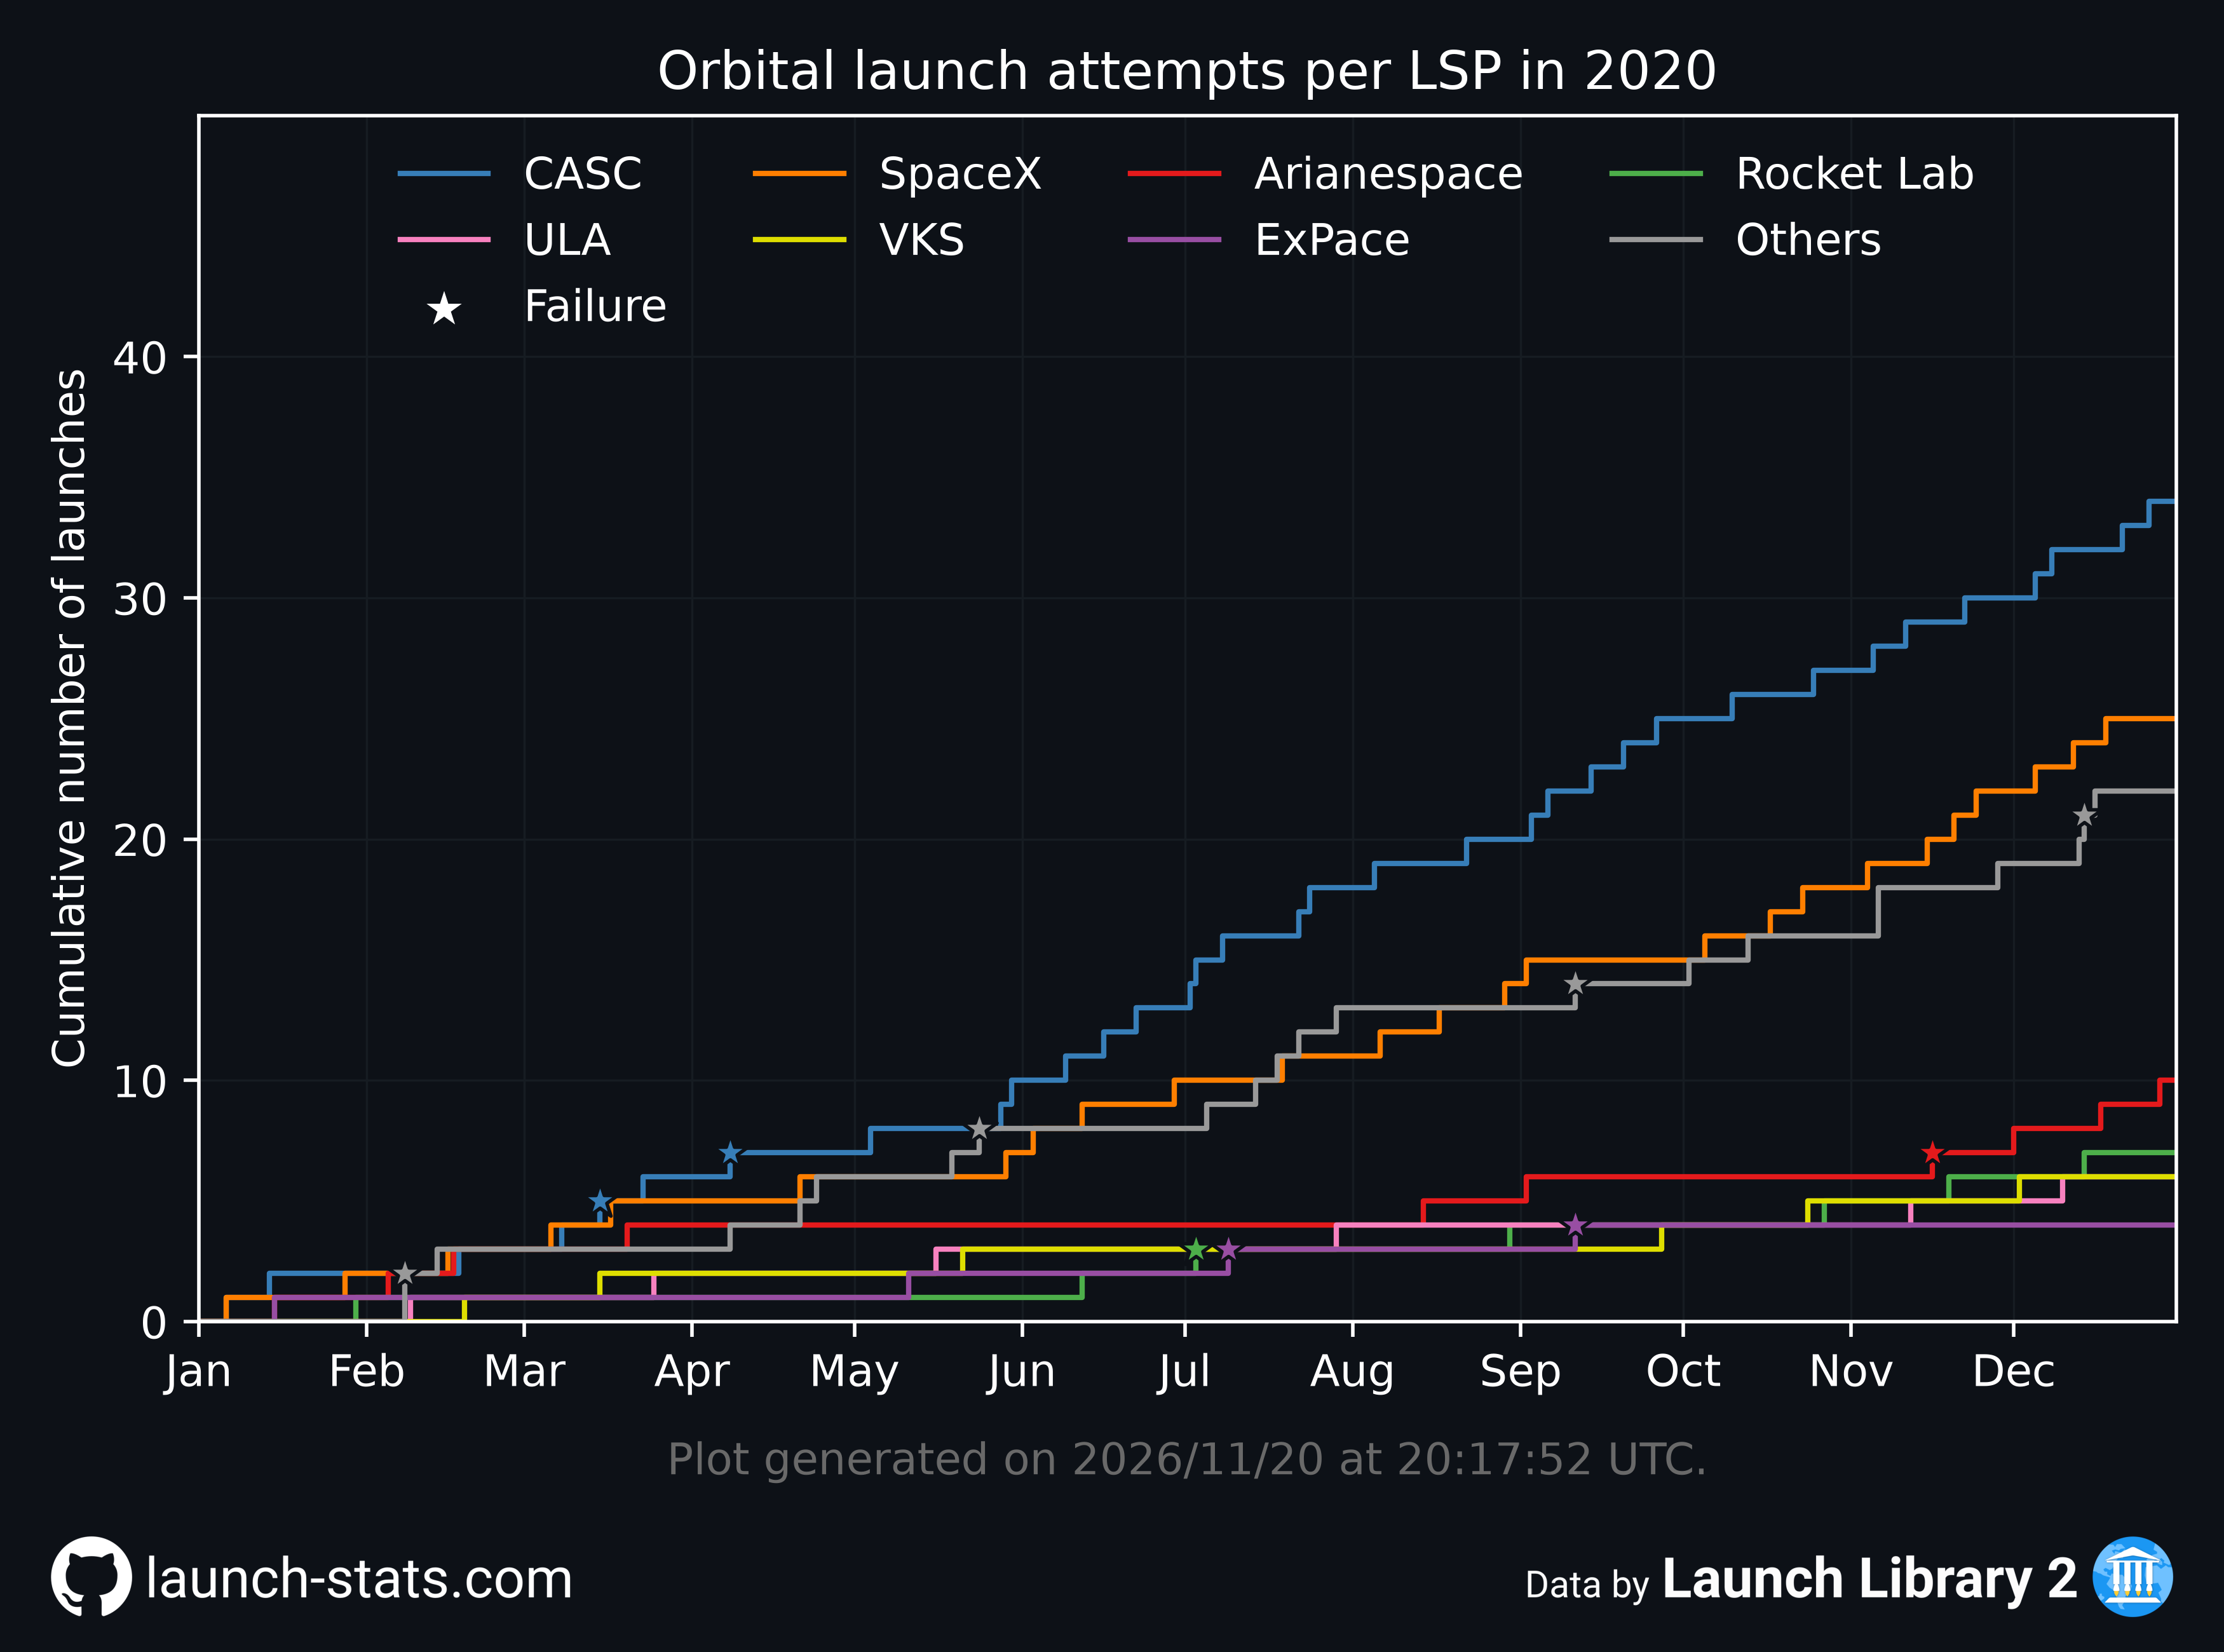 Orbital launch attempts per LSP in 2020
CASC SpaceX Arianespace Rocket Lab
ULA VKS ExPace Others
Failure
Cumulative number of launches
40
30
20
10
0
Jan Feb Mar Apr May Jun Jul Aug Sep Oct Nov Dec
Plot generated on 2026/11/20 at 20:17:52 UTC.
launch-stats.com
Data by Launch Library 2